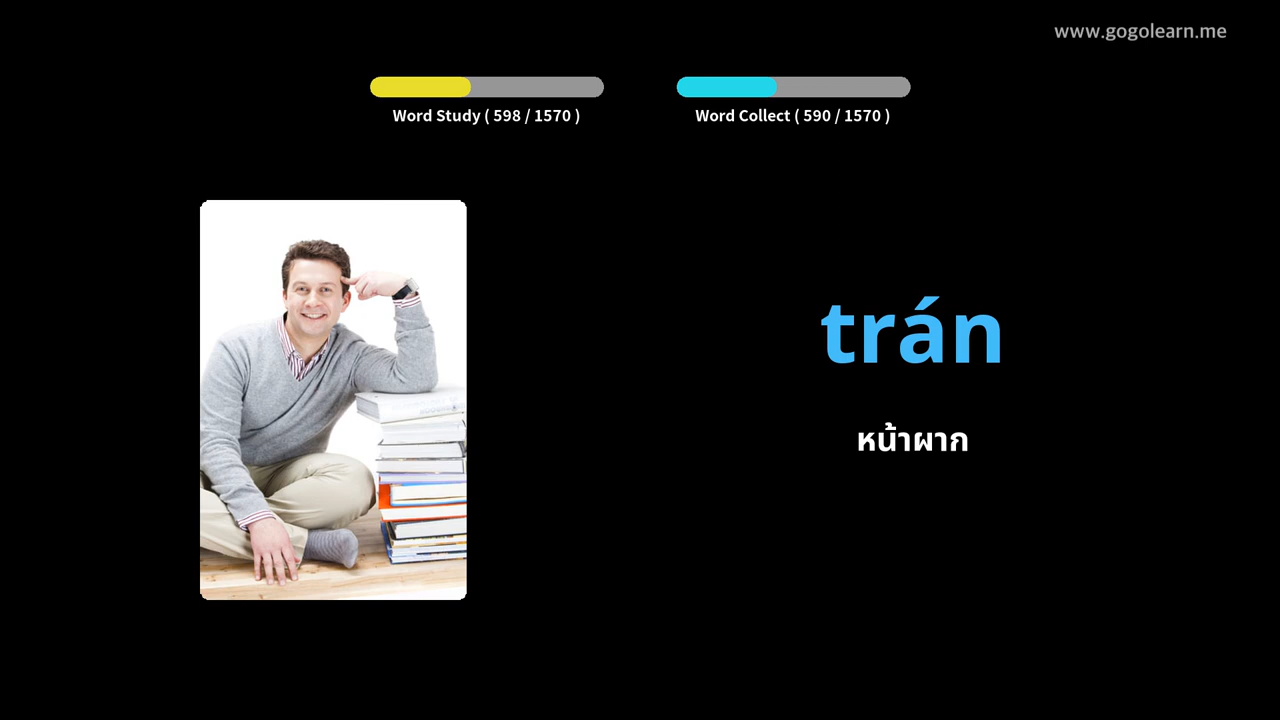 www.gogolearn.me
Word Study ( 598 / 1570 )
Word Collect ( 590 / 1570 )
trán
หน้าผาก